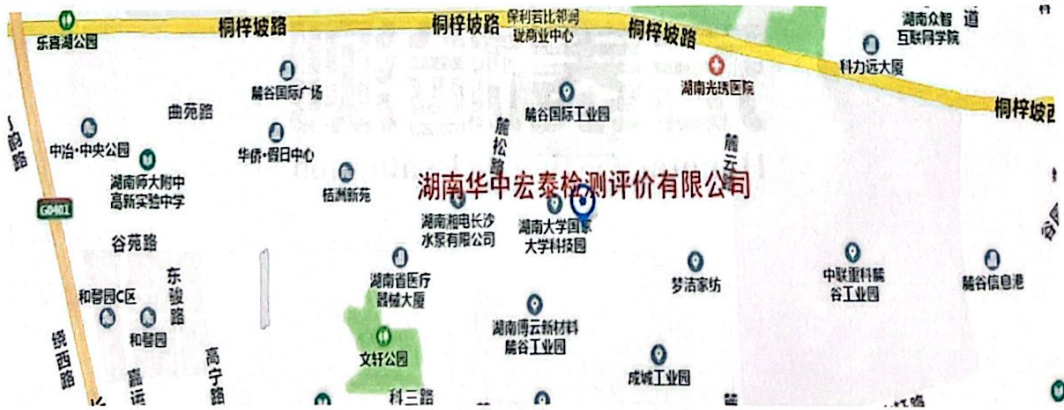 乐喜湖公园
桐梓坡路
桐梓坡路
保利若比邻润
珑商业中心
桐梓坡路
湖南众智
互联网学院
道
科力远大厦
桐梓坡
麓谷国际广场
湖南光琇医院
曲苑路
麓谷国际工业园
中冶·中央公园
华侨·假日中心
麓松路
麓云路
湖南师大附中
高新实验中学
梧洲新苑
湖南华中宏泰检测评价有限公司
G0401
湖南湘电长沙
水泵有限公司
湖南大学国家
大学科技园
谷苑路
东骏路
湖南省医疗
器械大厦
梦洁家纺
中联重科麓
谷工业园
麓谷信息港
和馨园C区
和馨园
湖南博云新材料
麓谷工业园
文轩公园
成城工业园
绕西路
高宁路
嘉运
科三路